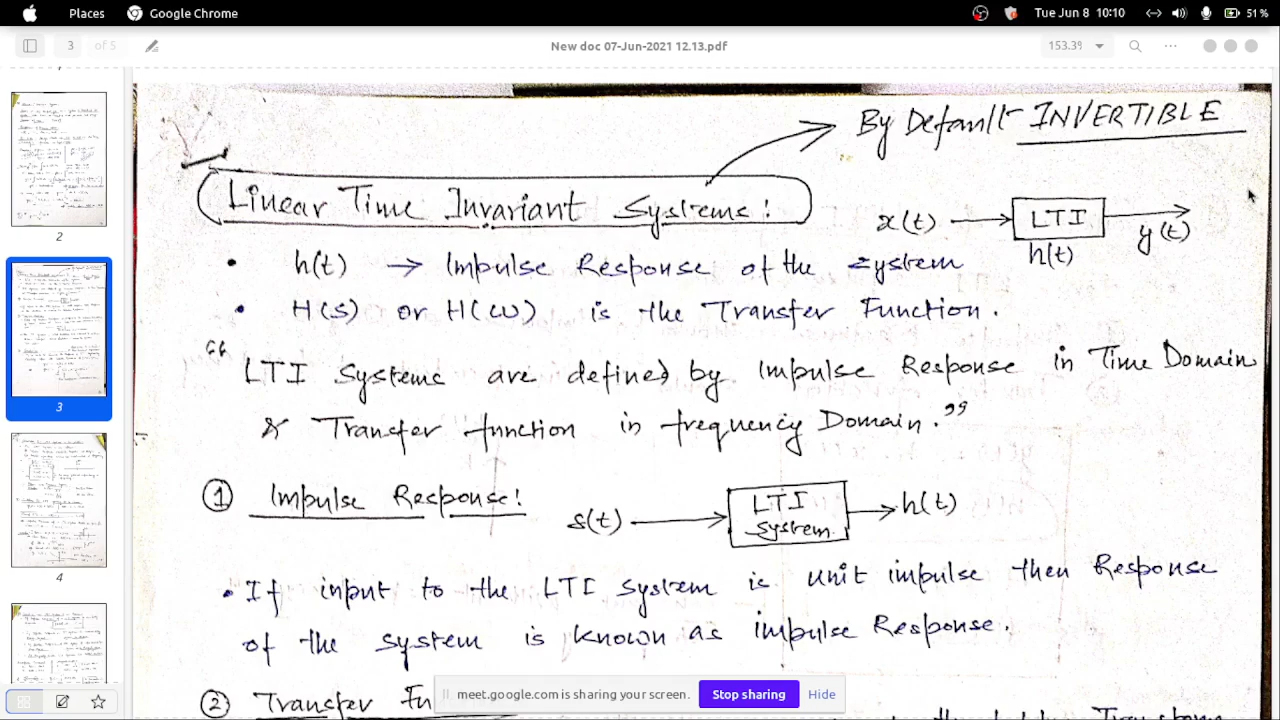 Places Google Chrome Tue Jun 8 10:10 51 %
3 of 5 New doc 07-Jun-2021 12.13.pdf 153.39
By Default INVERTIBLE
Linear Time Invariant Systems:
x(t) → LTI y(t)
h(t)
• h(t) → Impulse Response of the system
• H(s) or H(ω) is the Transfer Function.
“ LTI Systems are defined by Impulse Response in Time Domain
& Transfer function in frequency Domain.”
① Impulse Response: δ(t) → LTI System → h(t)
• If input to the LTI System is unit impulse then Response
of the system is known as Impulse Response.
② Transfer Fun
meet.google.com is sharing your screen. Stop sharing Hide
2
3
4